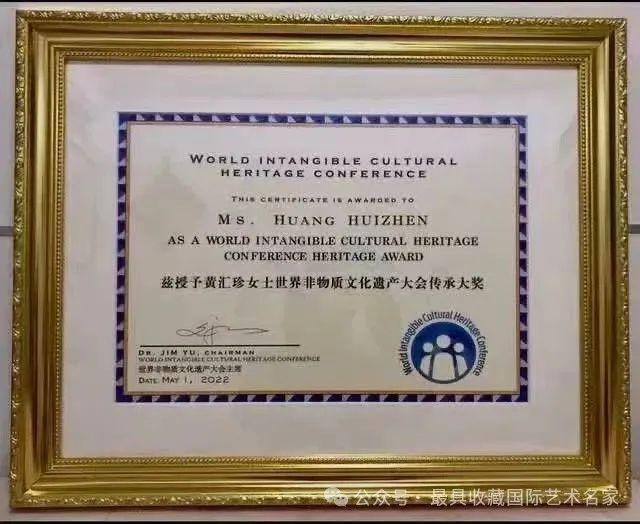 WORLD INTANGIBLE CULTURAL
HERITAGE CONFERENCE
THIS CERTIFICATE IS AWARDED TO
MS. HUANG HUIZHEN
AS A WORLD INTANGIBLE CULTURAL HERITAGE
CONFERENCE HERITAGE AWARD
兹授予黄汇珍女士世界非物质文化遗产大会传承大奖
DR. JIM YU, CHAIRMAN
WORLD INTANGIBLE CULTURAL HERITAGE CONFERENCE
世界非物质文化遗产大会主席
DATE: MAY 1, 2022
World Intangible Cultural Heritage Conference
公众号 · 最具收藏国际艺术名家